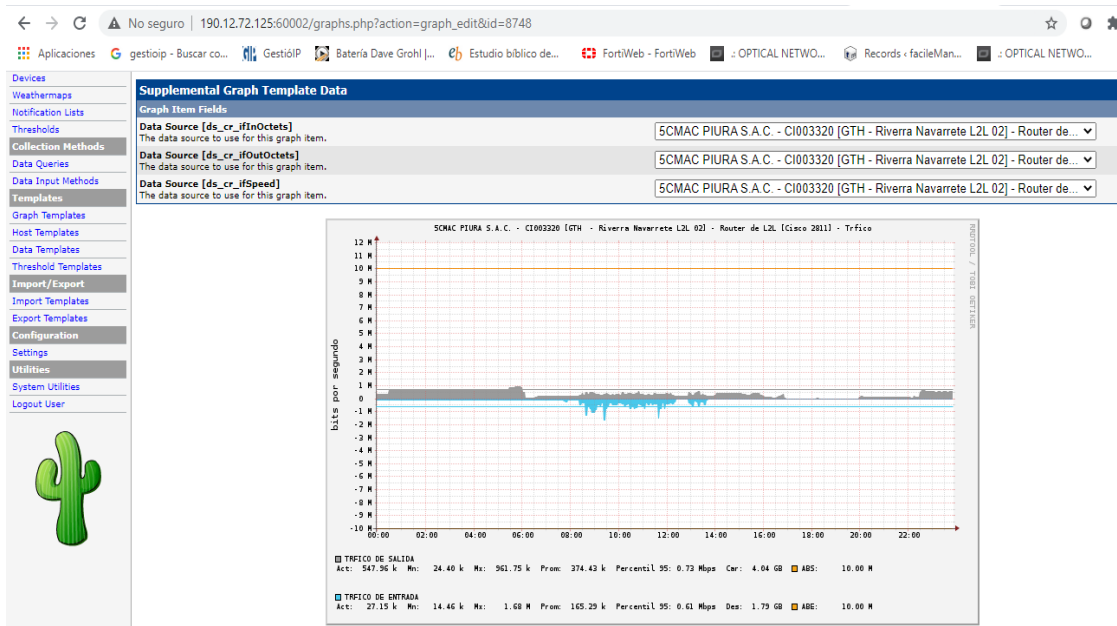 No seguro | 190.12.72.125:60002/graphs.php?action=graph_edit&id=8748
Aplicaciones gestioip - Buscar co... GestióIP Batería Dave Grohl |... Estudio bíblico de... FortiWeb - FortiWeb .: OPTICAL NETWO... Records ‹ facileMan... .: OPTICAL NETWO...
Devices
Weathermaps
Notification Lists
Thresholds
Collection Methods
Data Queries
Data Input Methods
Templates
Graph Templates
Host Templates
Data Templates
Threshold Templates
Import/Export
Import Templates
Export Templates
Configuration
Settings
Utilities
System Utilities
Logout User
Supplemental Graph Template Data
Graph Item Fields
Data Source [ds_cr_ifInOctets]
The data source to use for this graph item.
5CMAC PIURA S.A.C. - CI003320 [GTH - Riverra Navarrete L2L 02] - Router de...
Data Source [ds_cr_ifOutOctets]
The data source to use for this graph item.
5CMAC PIURA S.A.C. - CI003320 [GTH - Riverra Navarrete L2L 02] - Router de...
Data Source [ds_cr_ifSpeed]
The data source to use for this graph item.
5CMAC PIURA S.A.C. - CI003320 [GTH - Riverra Navarrete L2L 02] - Router de...
5CMAC PIURA S.A.C. - CI003320 [GTH - Riverra Navarrete L2L 02] - Router de L2L [Cisco 2811] - Trfico
RRDTOOL / TOBI OETIKER
bits por segundo
12 M
11 M
10 M
9 M
8 M
7 M
6 M
5 M
4 M
3 M
2 M
1 M
0
-1 M
-2 M
-3 M
-4 M
-5 M
-6 M
-7 M
-8 M
-9 M
-10 M
00:00 02:00 04:00 06:00 08:00 10:00 12:00 14:00 16:00 18:00 20:00 22:00
TRFICO DE SALIDA
Act: 547.96 k Mn: 24.40 k Mx: 961.75 k Prom: 374.43 k Percentil 95: 0.73 Mbps Car: 4.04 GB ABS: 10.00 M
TRFICO DE ENTRADA
Act: 27.15 k Mn: 14.46 k Mx: 1.68 M Prom: 165.29 k Percentil 95: 0.61 Mbps Des: 1.79 GB ABE: 10.00 M